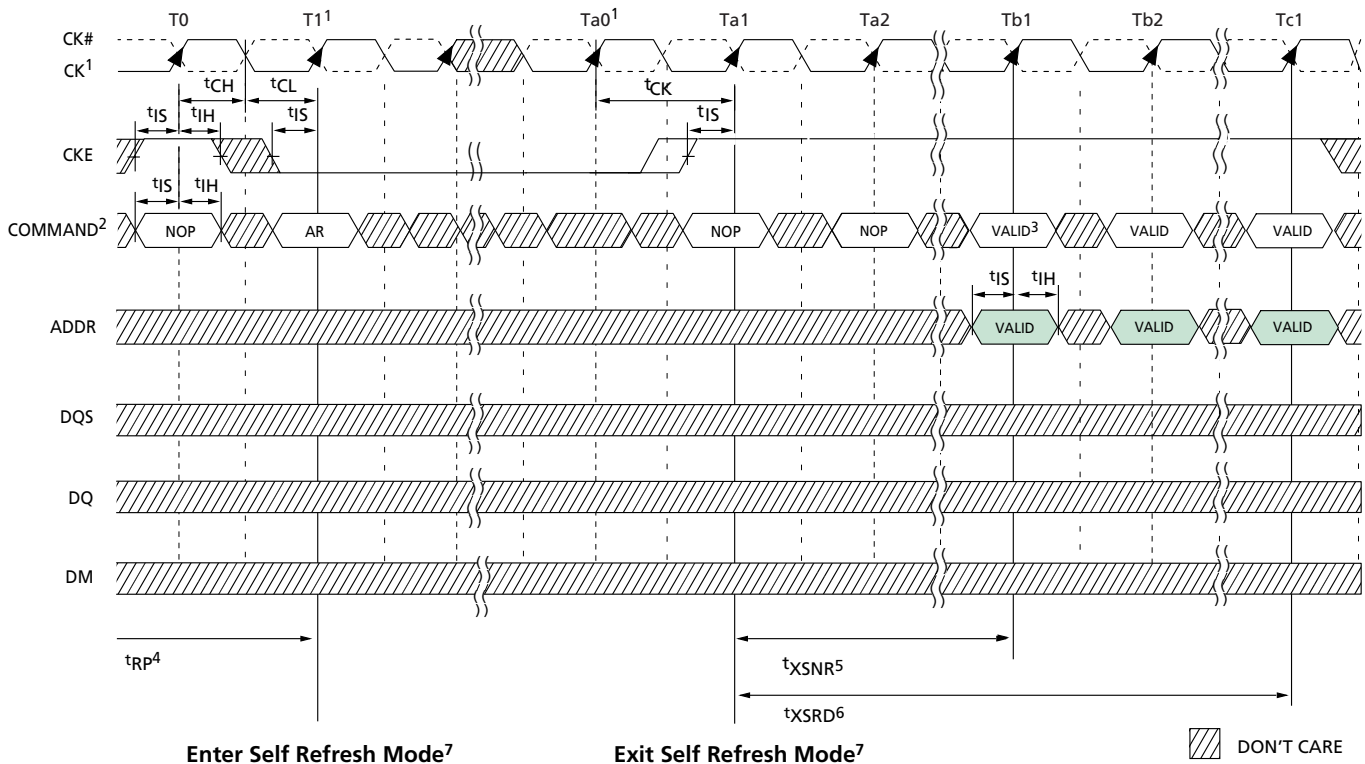 T0 T1¹ Ta0¹ Ta1 Ta2 Tb1 Tb2 Tc1
CK#
CK¹
tCH tCL tCK
tIS tIH tIS tIS
CKE
tIS tIH
COMMAND² NOP AR NOP NOP VALID³ VALID VALID
tIS tIH
ADDR VALID VALID VALID
DQS
DQ
DM
tRP⁴ tXSNR⁵
tXSRD⁶
Enter Self Refresh Mode⁷ Exit Self Refresh Mode⁷ DON'T CARE